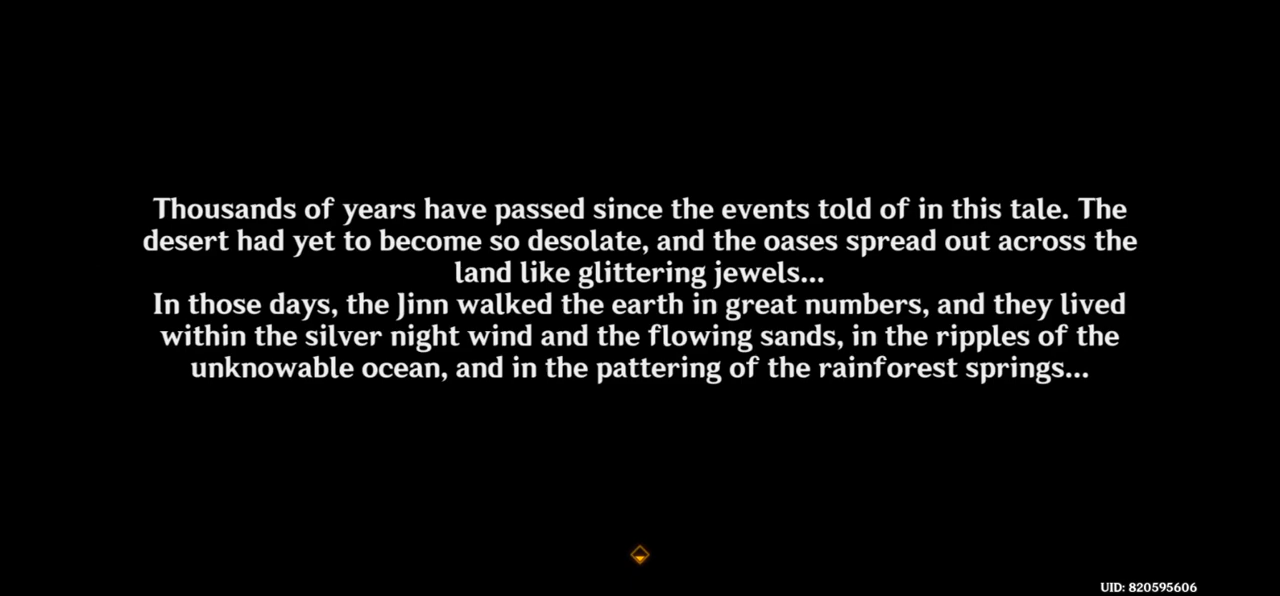 Thousands of years have passed since the events told of in this tale. The
desert had yet to become so desolate, and the oases spread out across the
land like glittering jewels...
In those days, the Jinn walked the earth in great numbers, and they lived
within the silver night wind and the flowing sands, in the ripples of the
unknowable ocean, and in the pattering of the rainforest springs...
UID: 820595606